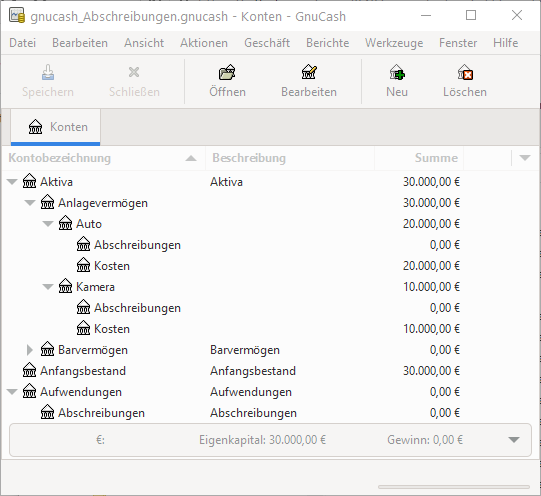 gnucash_Abschreibungen.gnucash - Konten - GnuCash
Datei Bearbeiten Ansicht Aktionen Geschäft Berichte Werkzeuge Fenster Hilfe
Speichern Schließen Öffnen Bearbeiten Neu Löschen
Konten
Kontobezeichnung Beschreibung Summe
Aktiva Aktiva 30.000,00 €
Anlagevermögen 30.000,00 €
Auto 20.000,00 €
Abschreibungen 0,00 €
Kosten 20.000,00 €
Kamera 10.000,00 €
Abschreibungen 0,00 €
Kosten 10.000,00 €
Barvermögen Barvermögen 0,00 €
Anfangsbestand Anfangsbestand 30.000,00 €
Aufwendungen Aufwendungen 0,00 €
Abschreibungen Abschreibungen 0,00 €
€: Eigenkapital: 30.000,00 € Gewinn: 0,00 €